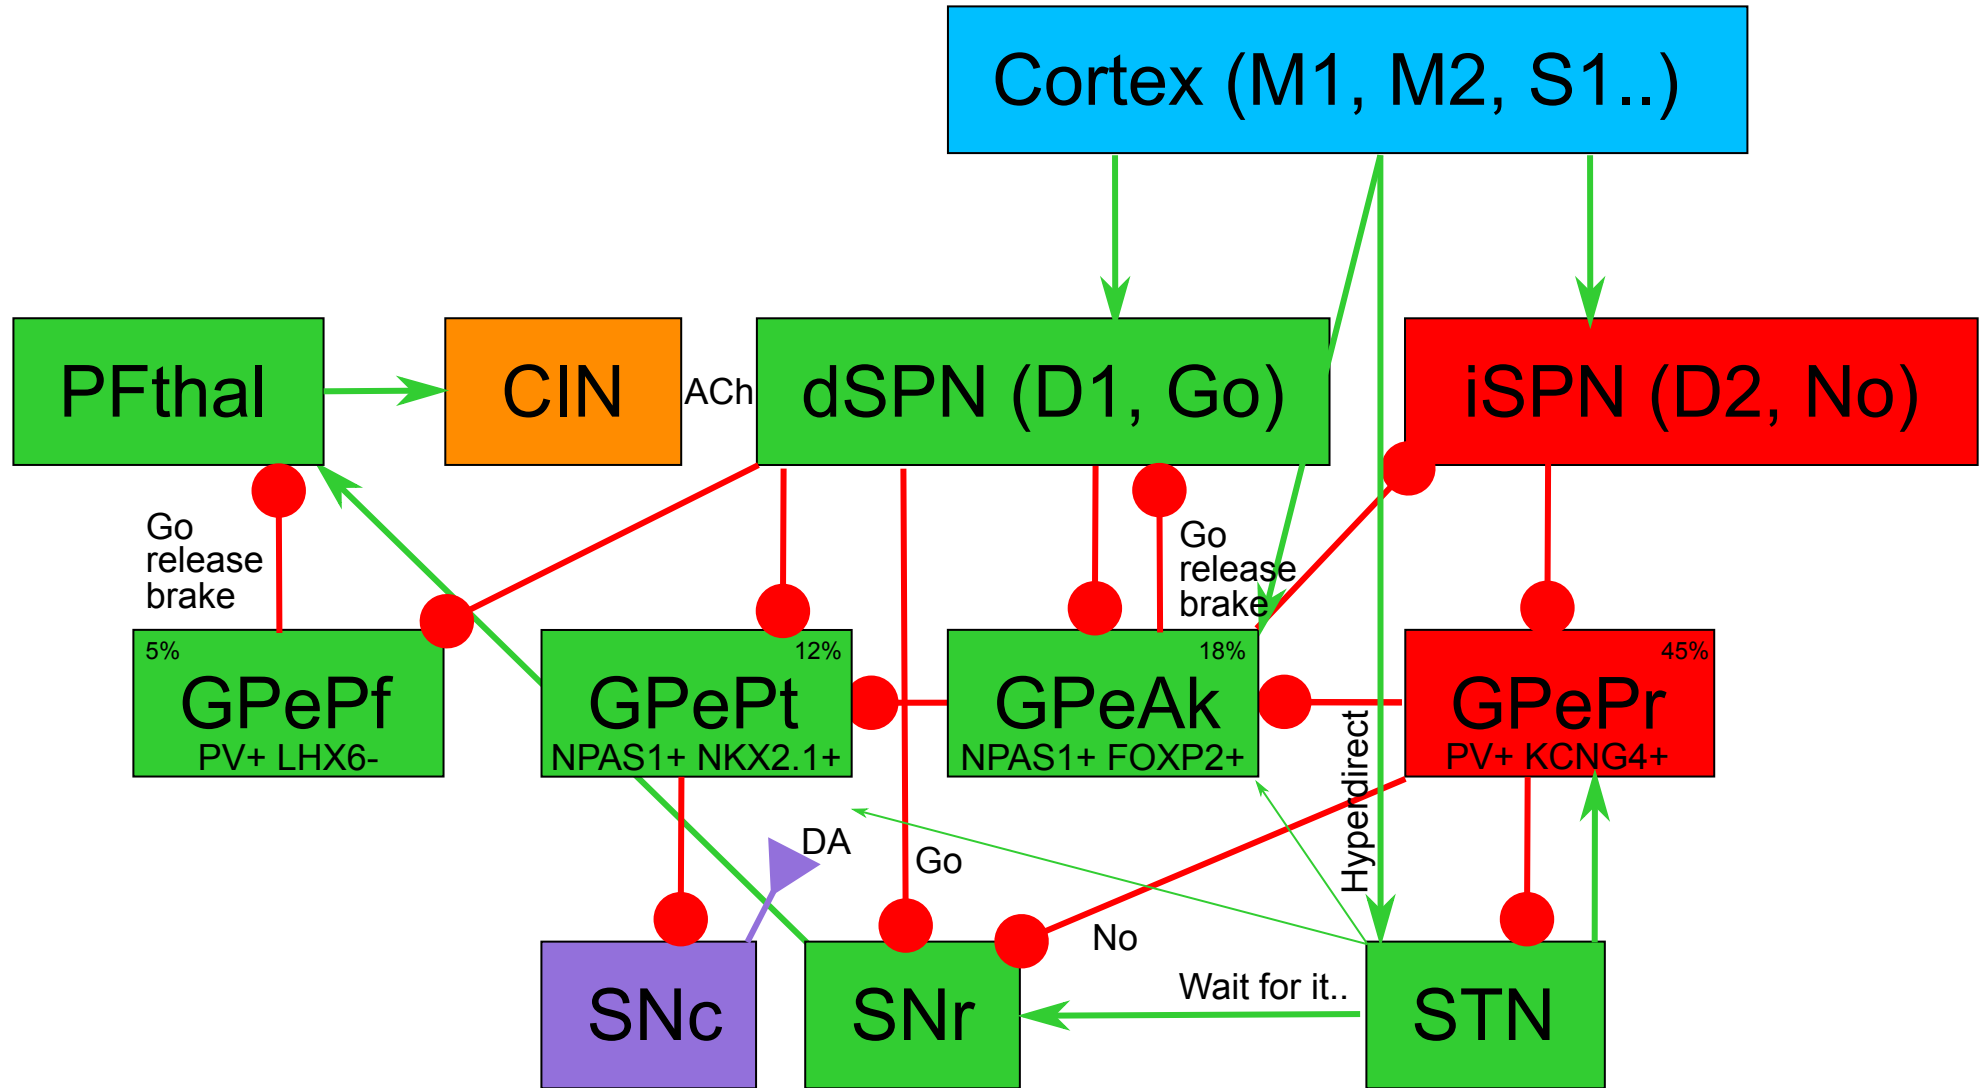 Cortex (M1, M2, S1..)
PFthal
CIN
ACh
dSPN (D1, Go)
iSPN (D2, No)
Go
release
brake
Go
release
brake
5%
GPePf
PV+ LHX6-
12%
GPePt
NPAS1+ NKX2.1+
18%
GPeAk
NPAS1+ FOXP2+
45%
GPePr
PV+ KCNG4+
Hyperdirect
DA
Go
No
Wait for it..
SNc
SNr
STN